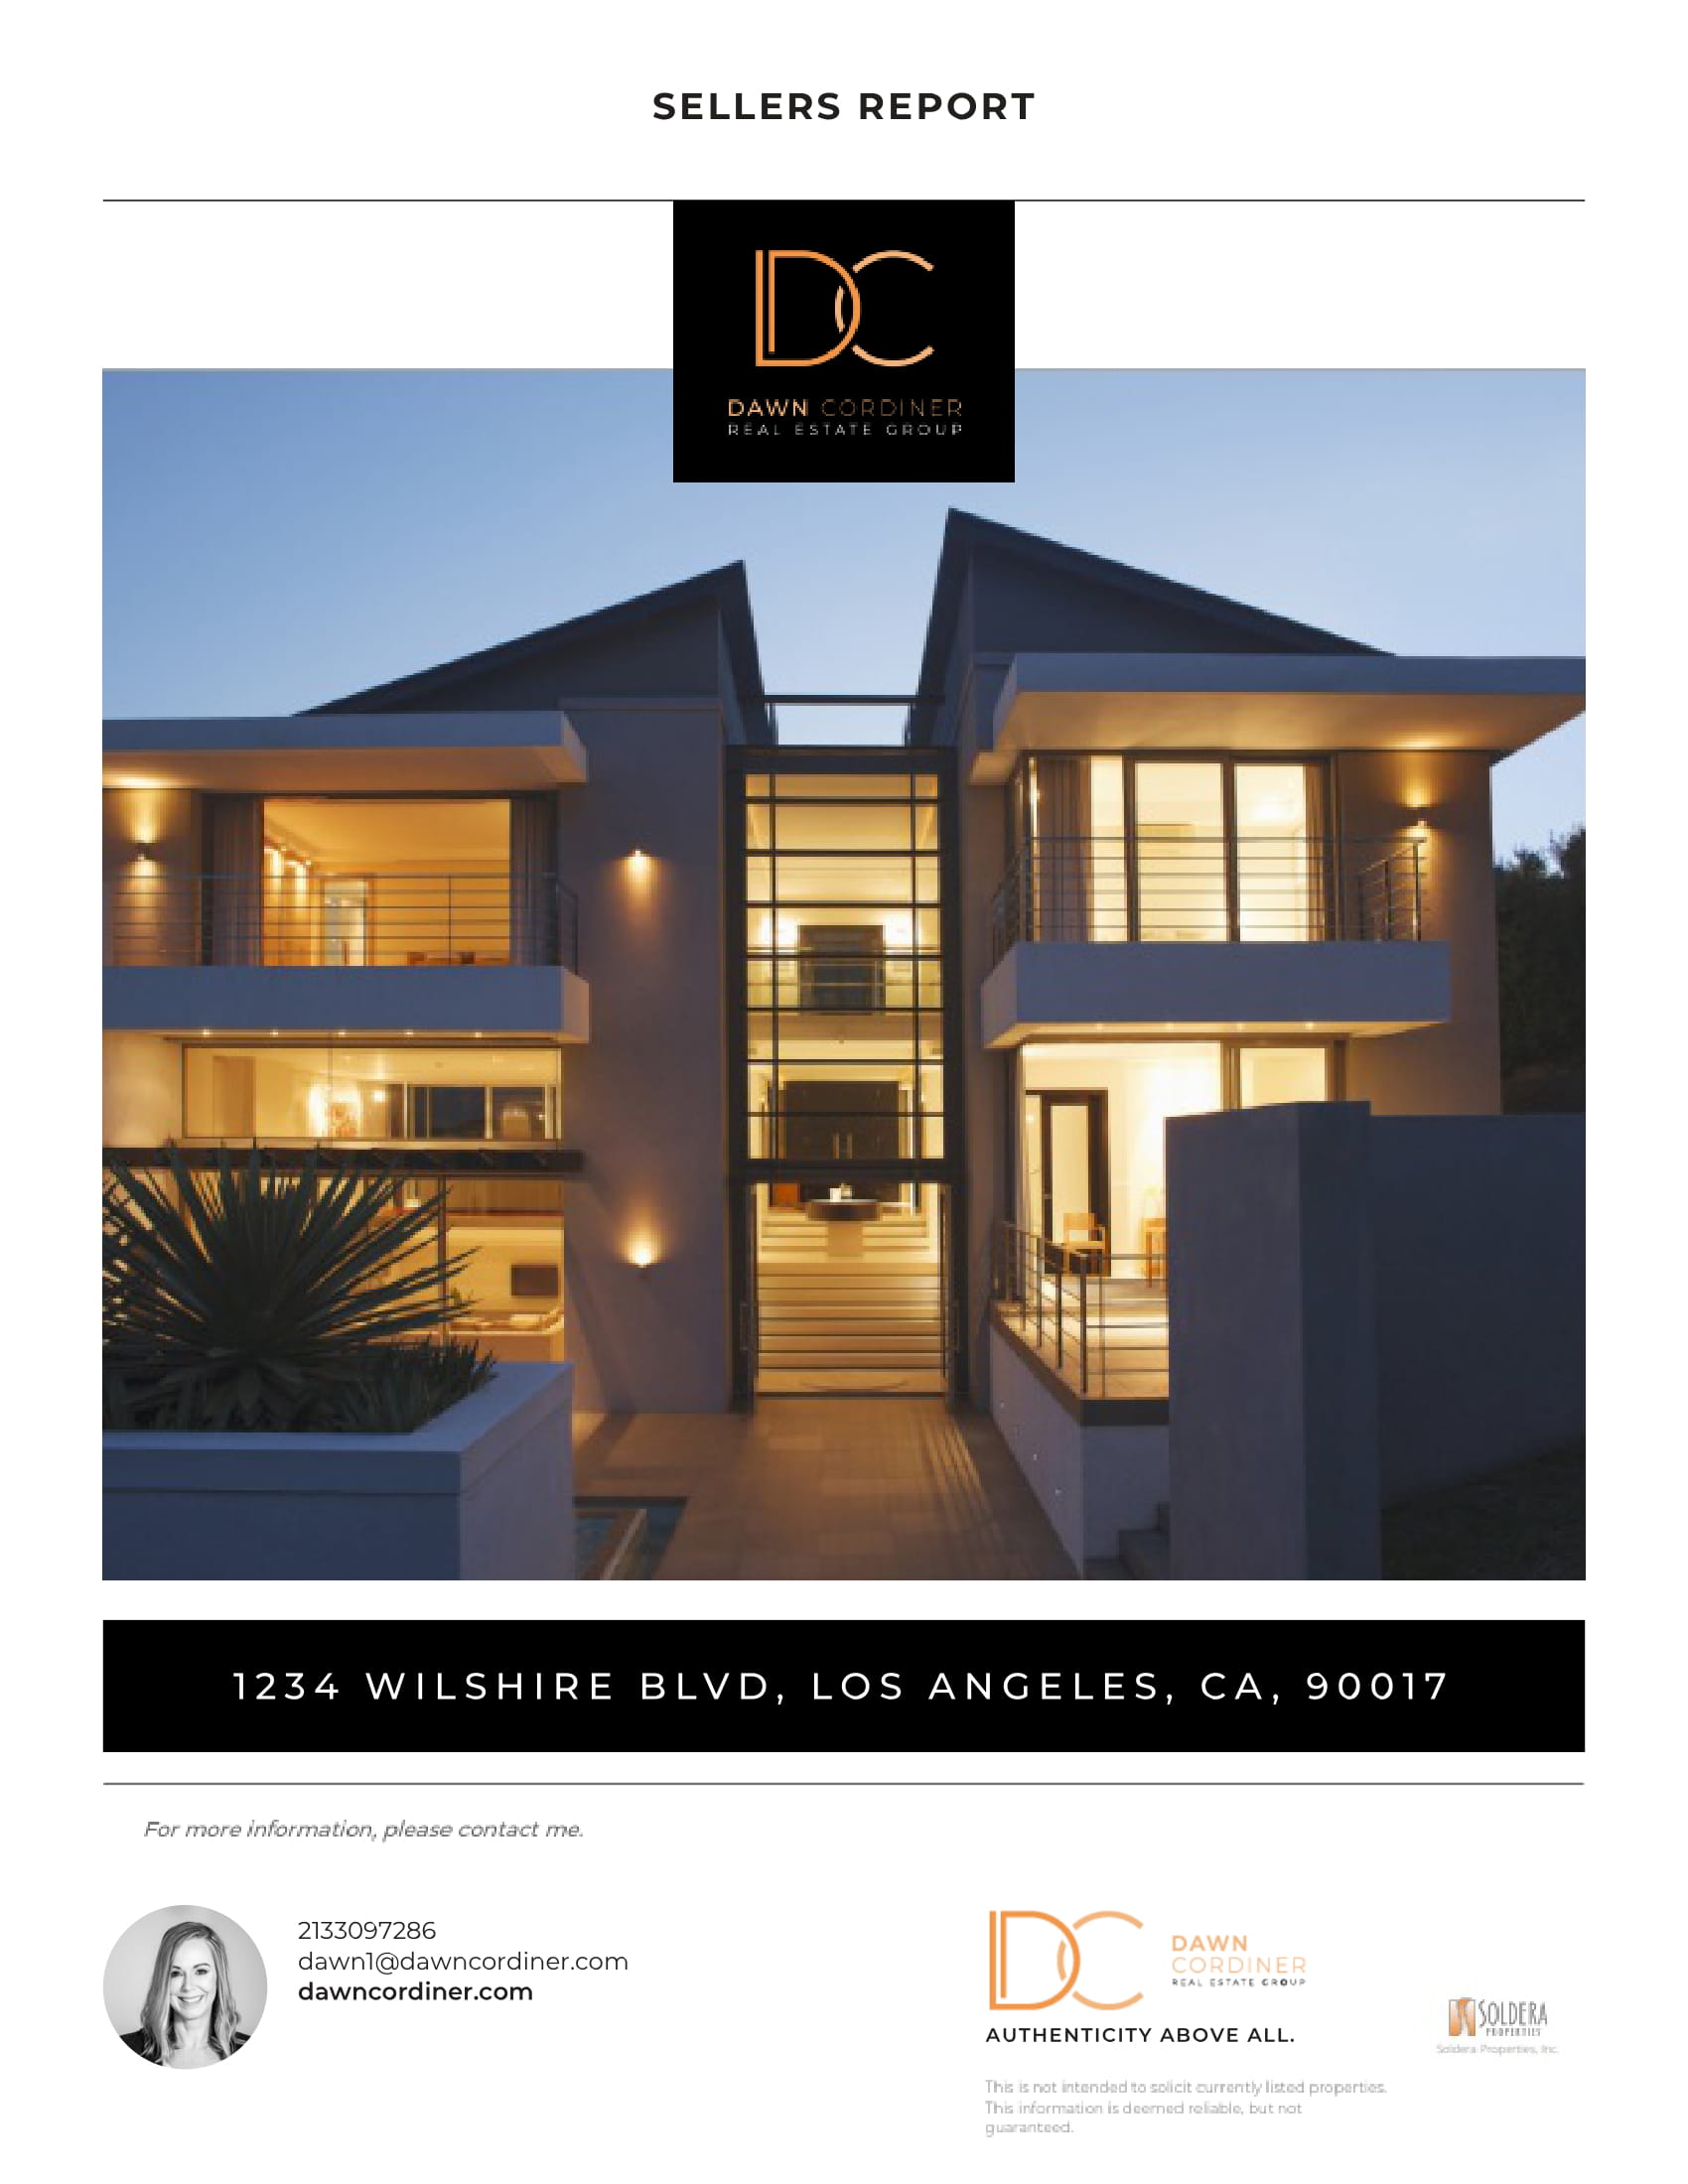 SELLERS REPORT
DC
DAWN CORDINER
REAL ESTATE GROUP
1234 WILSHIRE BLVD, LOS ANGELES, CA, 90017
For more information, please contact me.
2133097286
dawn1@dawncordiner.com
dawncordiner.com
DC
DAWN
CORDINER
REAL ESTATE GROUP
AUTHENTICITY ABOVE ALL.
SOLDERA
PROPERTIES
Soldera Properties, Inc.
This is not intended to solicit currently listed properties.
This information is deemed reliable, but not
guaranteed.